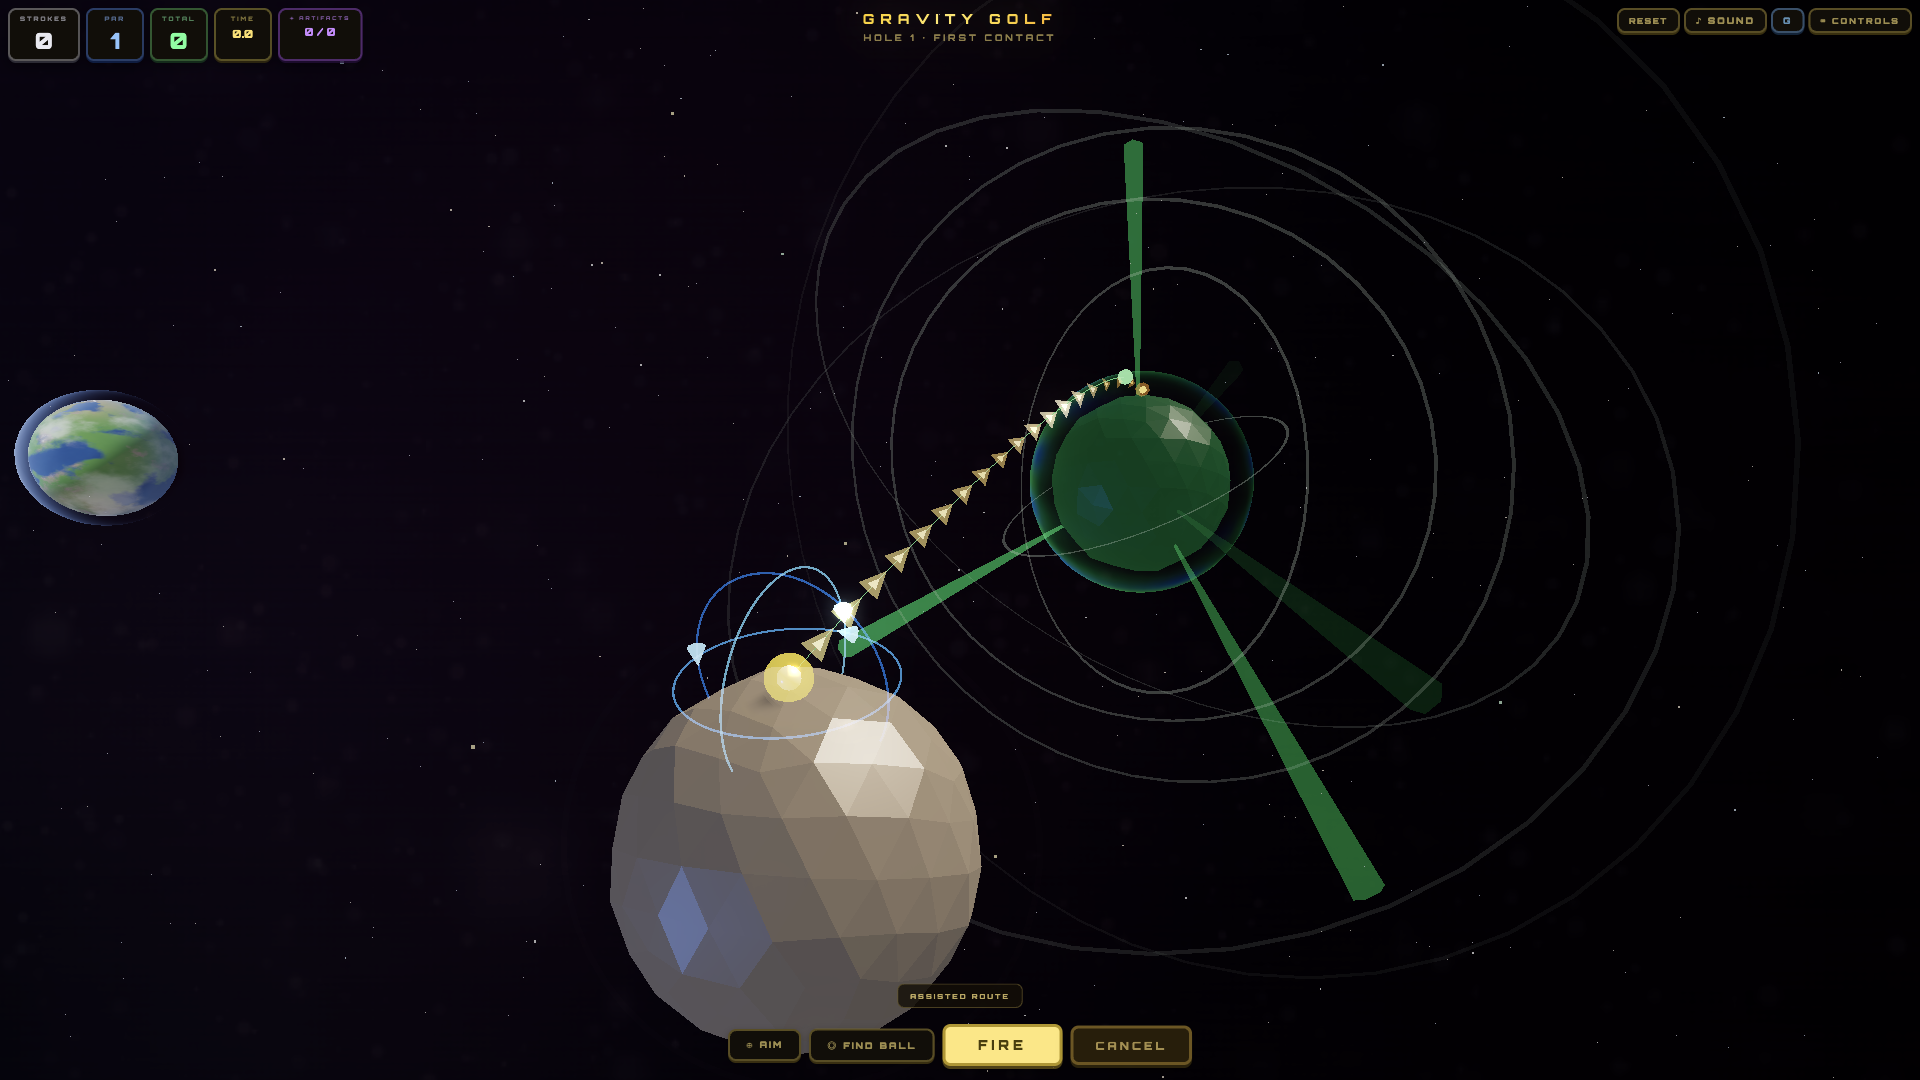 STROKES
0
PAR
1
TOTAL
0
TIME
0.0
ARTIFACTS
0/0
GRAVITY GOLF
HOLE 1 · FIRST CONTACT
RESET
♪ SOUND
G
CONTROLS
ASSISTED ROUTE
AIM
FIND BALL
FIRE
CANCEL